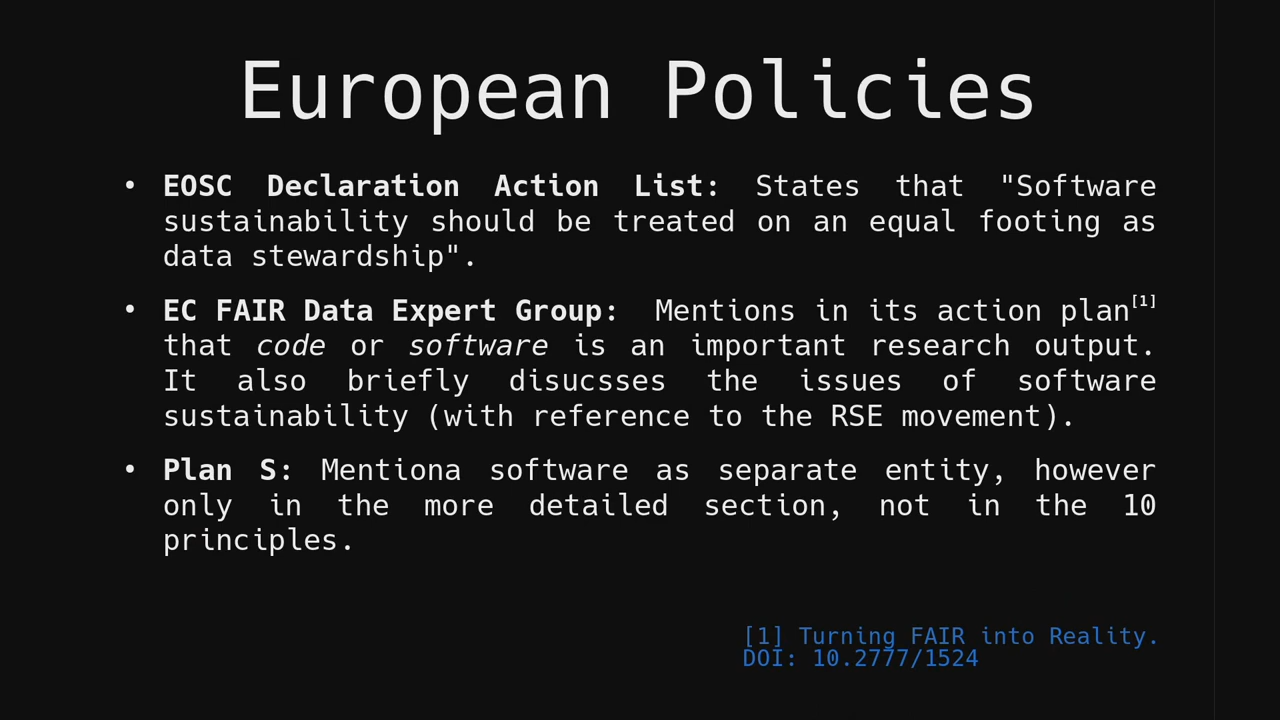 European Policies
• EOSC Declaration Action List: States that "Software
sustainability should be treated on an equal footing as
data stewardship".
• EC FAIR Data Expert Group: Mentions in its action plan[1]
that code or software is an important research output.
It also briefly disucsses the issues of software
sustainability (with reference to the RSE movement).
• Plan S: Mentiona software as separate entity, however
only in the more detailed section, not in the 10
principles.
[1] Turning FAIR into Reality.
DOI: 10.2777/1524